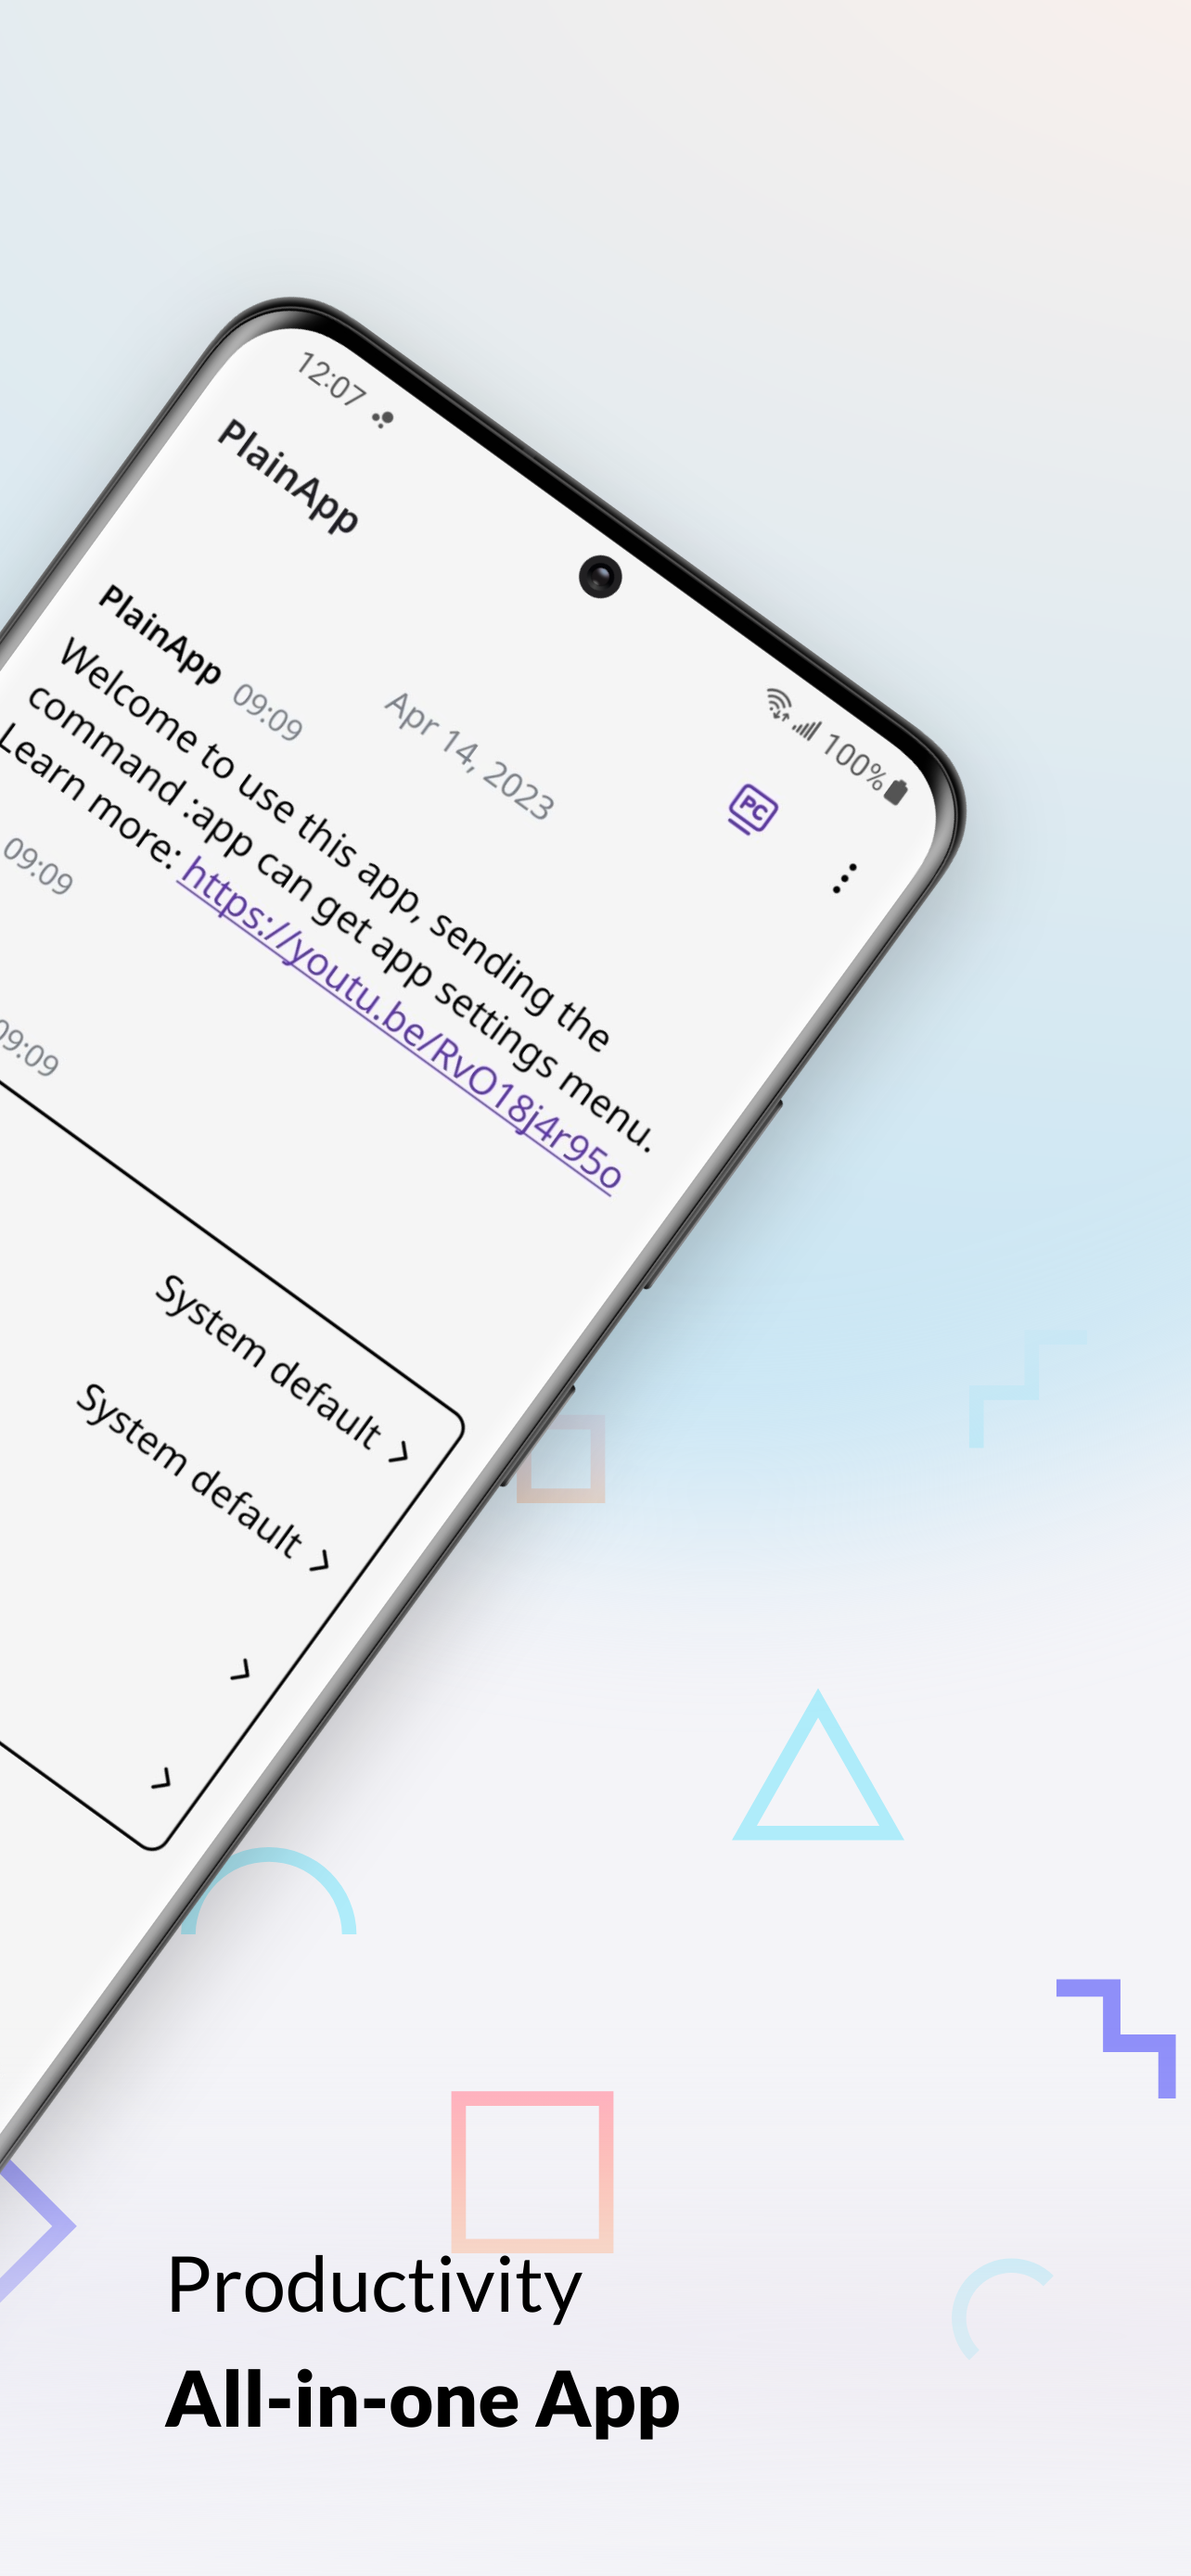 12:07
100%
PlainApp
PC
Apr 14, 2023
PlainApp 09:09
Welcome to use this app, sending the
command :app can get app settings menu.
Learn more: https://youtu.be/RvO18j4r95o
09:09
09:09
System default
System default
Productivity
All-in-one App